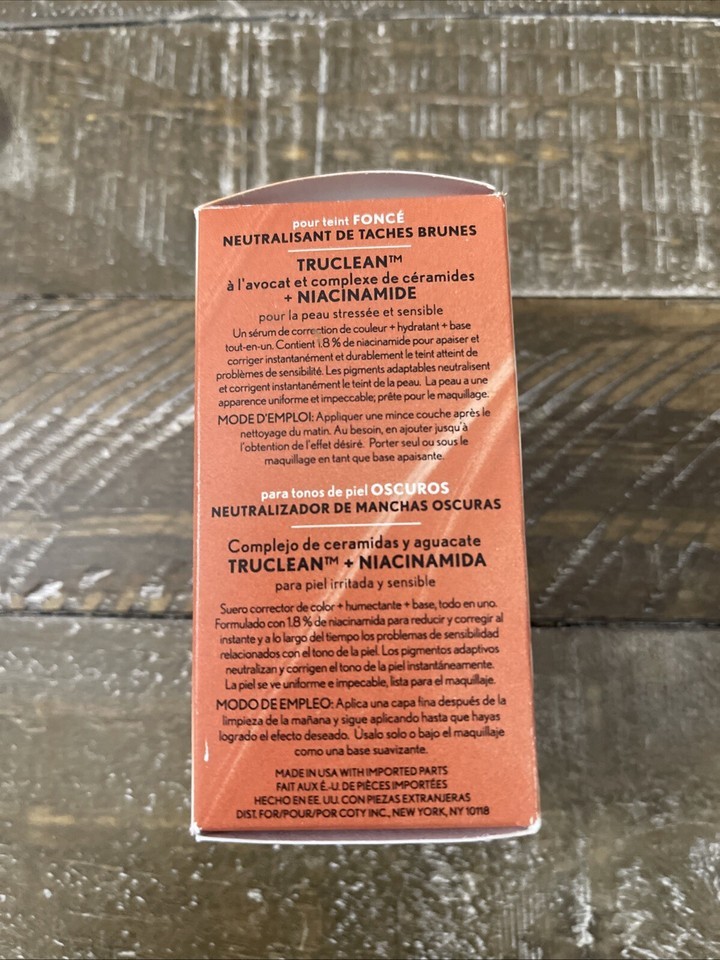 pour teint FONCÉ
NEUTRALISANT DE TACHES BRUNES
TRUCLEAN™
à l'avocat et complexe de céramides
+ NIACINAMIDE
pour la peau stressée et sensible
Un sérum de correction de couleur + hydratant + base
tout-en-un. Contient 1.8 % de niacinamide pour apaiser et
corriger instantanément et durablement le teint atteint de
problèmes de sensibilité. Les pigments adaptables neutralisent
et corrigent instantanément le teint de la peau. La peau a une
apparence uniforme et impeccable; prête pour le maquillage.
MODE D'EMPLOI: Appliquer une mince couche après le
nettoyage du matin. Au besoin, en ajouter jusqu'à
l'obtention de l'effet désiré. Porter seul ou sous le
maquillage en tant que base apaisante.
para tonos de piel OSCUROS
NEUTRALIZADOR DE MANCHAS OSCURAS
Complejo de ceramidas y aguacate
TRUCLEAN™ + NIACINAMIDA
para piel irritada y sensible
Suero corrector de color + humectante + base, todo en uno.
Formulado con 1.8 % de niacinamida para reducir y corregir al
instante y a lo largo del tiempo los problemas de sensibilidad
relacionados con el tono de la piel. Los pigmentos adaptivos
neutralizan y corrigen el tono de la piel instantáneamente.
La piel se ve uniforme e impecable, lista para el maquillaje.
MODO DE EMPLEO: Aplica una capa fina después de la
limpieza de la mañana y sigue aplicando hasta que hayas
logrado el efecto deseado. Úsalo solo o bajo el maquillaje
como una base suavizante.
MADE IN USA WITH IMPORTED PARTS
FAIT AUX É.-U. DE PIÈCES IMPORTÉES
HECHO EN EE. UU. CON PIEZAS EXTRANJERAS
DIST. FOR/POUR/POR COTY INC., NEW YORK, NY 10118